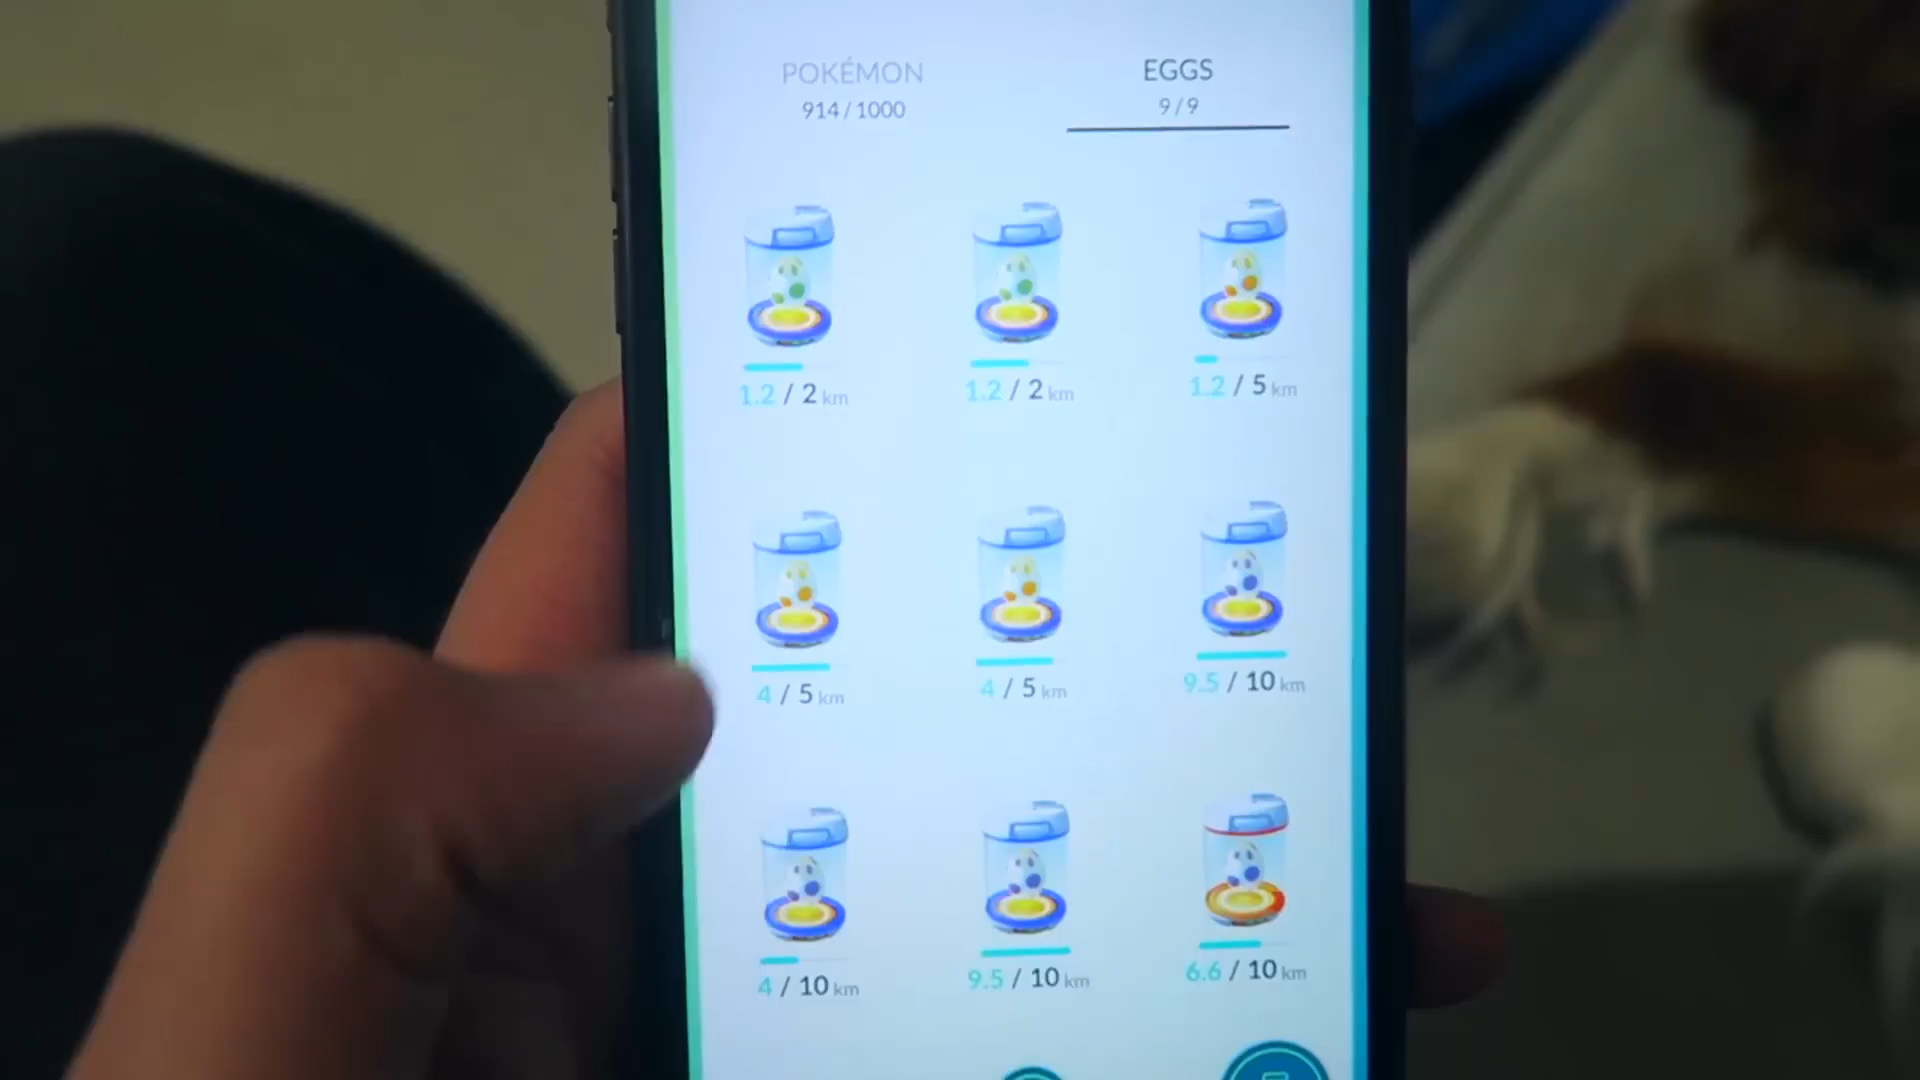 POKÉMON
914/1000
EGGS
9/9
1.2 / 2 km
1.2 / 2 km
1.2 / 5 km
4 / 5 km
4 / 5 km
9.5 / 10 km
4 / 10 km
9.5 / 10 km
6.6 / 10 km